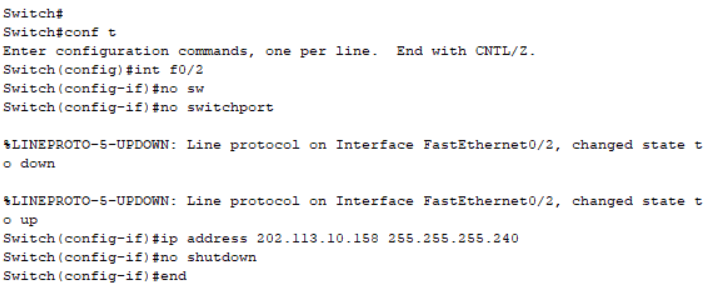 Switch#
Switch#conf t
Enter configuration commands, one per line.  End with CNTL/Z.
Switch(config)#int f0/2
Switch(config-if)#no sw
Switch(config-if)#no switchport
%LINEPROTO-5-UPDOWN: Line protocol on Interface FastEthernet0/2, changed state t
o down
%LINEPROTO-5-UPDOWN: Line protocol on Interface FastEthernet0/2, changed state t
o up
Switch(config-if)#ip address 202.113.10.158 255.255.255.240
Switch(config-if)#no shutdown
Switch(config-if)#end